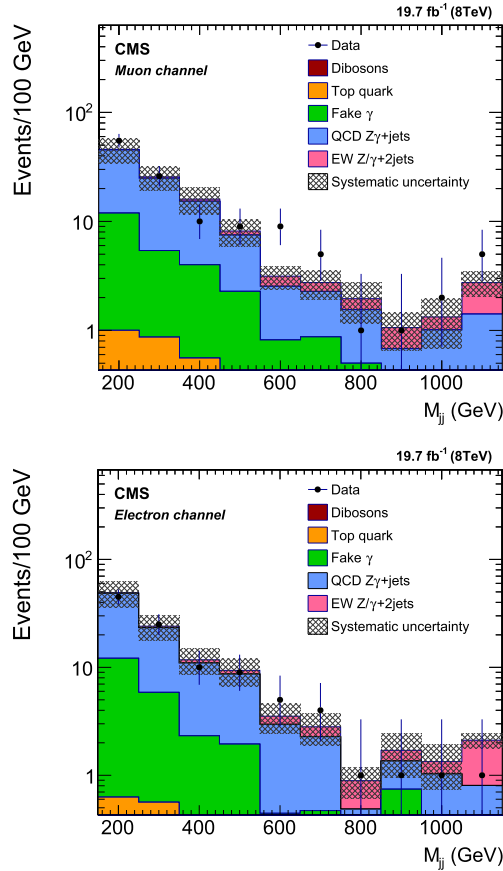 19.7 fb⁻¹ (8TeV)
CMS
Muon channel
Data
Dibosons
Top quark
Fake γ
QCD Zγ+jets
EW Z/γ+2jets
Systematic uncertainty
Events/100 GeV
10²
10
1
200 400 600 800 1000
M_jj (GeV)
19.7 fb⁻¹ (8TeV)
CMS
Electron channel
Data
Dibosons
Top quark
Fake γ
QCD Zγ+jets
EW Z/γ+2jets
Systematic uncertainty
Events/100 GeV
10²
10
1
200 400 600 800 1000
M_jj (GeV)